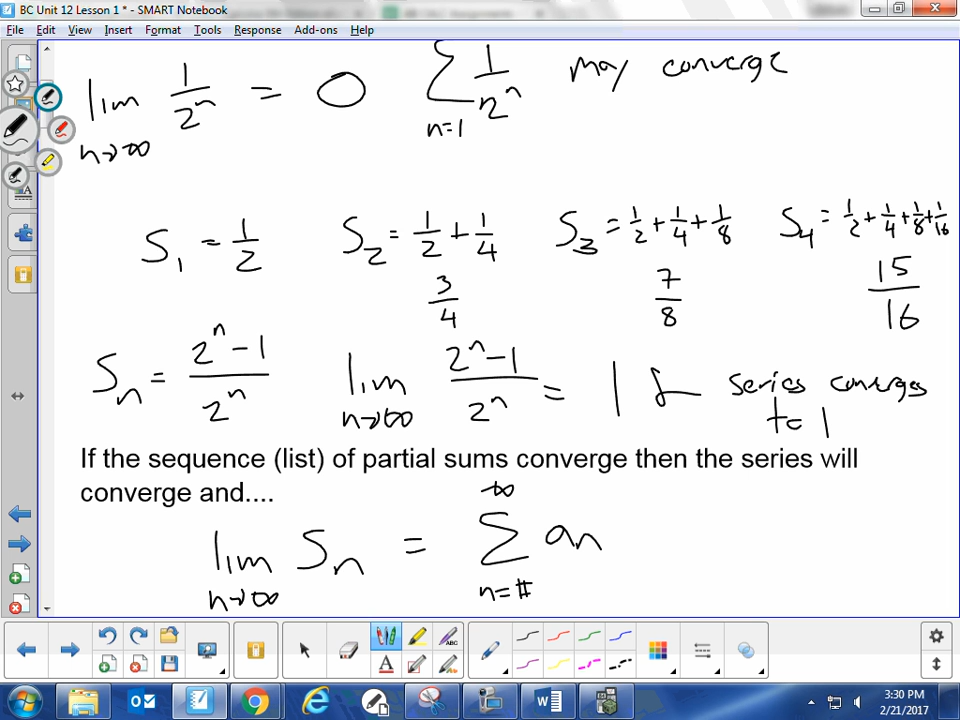 BC Unit 12 Lesson 1 * - SMART Notebook
File Edit View Insert Format Tools Response Add-ons Help
lim n→∞ 1/2^n = 0 Σ n=1 1/2^n may converge
S₁ = 1/2 S₂ = 1/2 + 1/4 S₃ = 1/2 + 1/4 + 1/8 S₄ = 1/2 + 1/4 + 1/8 + 1/16
3/4 7/8 15/16
Sₙ = (2^n - 1)/2^n lim n→∞ (2^n - 1)/2^n = 1 series converges
to 1
If the sequence (list) of partial sums converge then the series will
converge and....
lim n→∞ Sₙ = Σ n=# ∞ aₙ
3:30 PM
2/21/2017